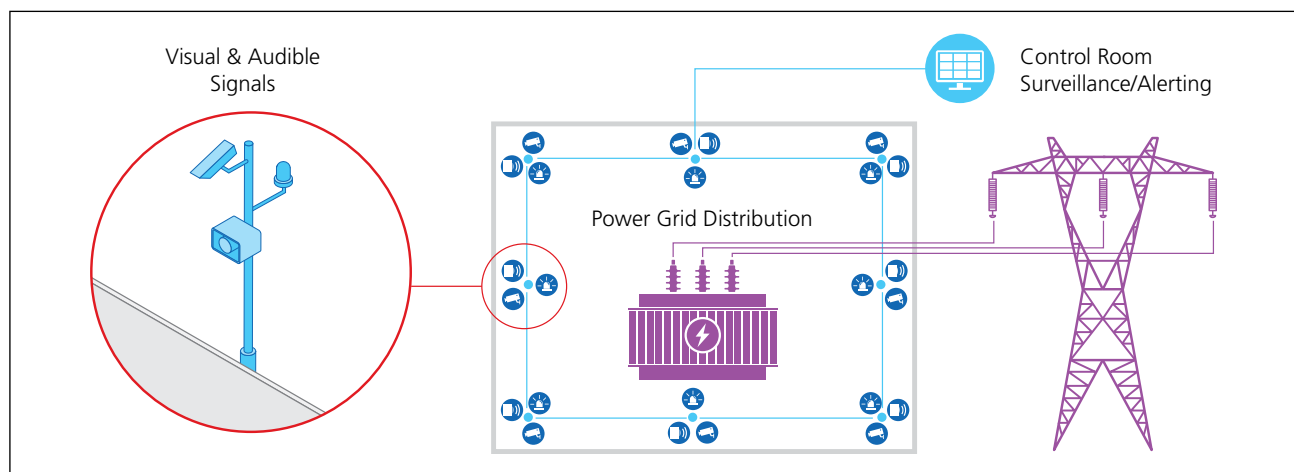 Visual & Audible
Signals
Control Room
Surveillance/Alerting
Power Grid Distribution